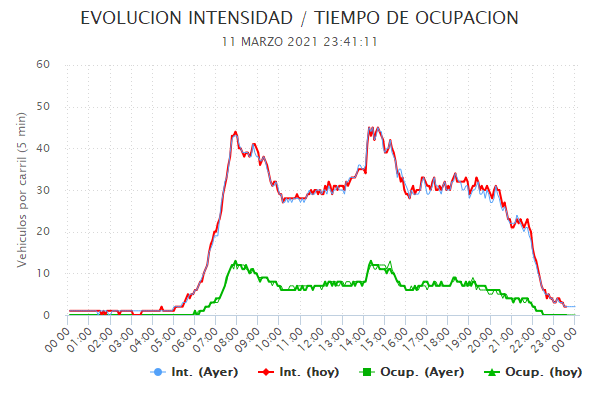 EVOLUCION INTENSIDAD / TIEMPO DE OCUPACION
11 MARZO 2021 23:41:11
Vehiculos por carril (5 min)
60
50
40
30
20
10
0
00:00 01:00 02:00 03:00 04:00 05:00 06:00 07:00 08:00 09:00 10:00 11:00 12:00 13:00 14:00 15:00 16:00 17:00 18:00 19:00 20:00 21:00 22:00 23:00 00:00
Int. (Ayer) Int. (hoy) Ocup. (Ayer) Ocup. (hoy)